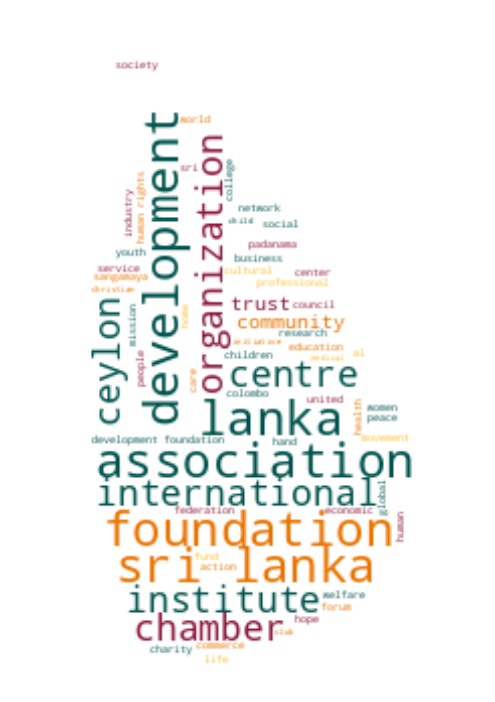 society
world
development
organization
sri
college
human rights
industry
network
child
social
padanama
youth
business
service
cultural
center
sangamaya
professional
christian
ceylon
mission
home
trust
council
community
research
initiative
education
people
children
medical
al
care
centre
colombo
united
lanka
health
women
peace
development foundation
hand
movement
association
international
global
federation
economic
human
foundation
fund
sri lanka
action
institute
welfare
forum
chamber
hope
club
charity
commerce
life